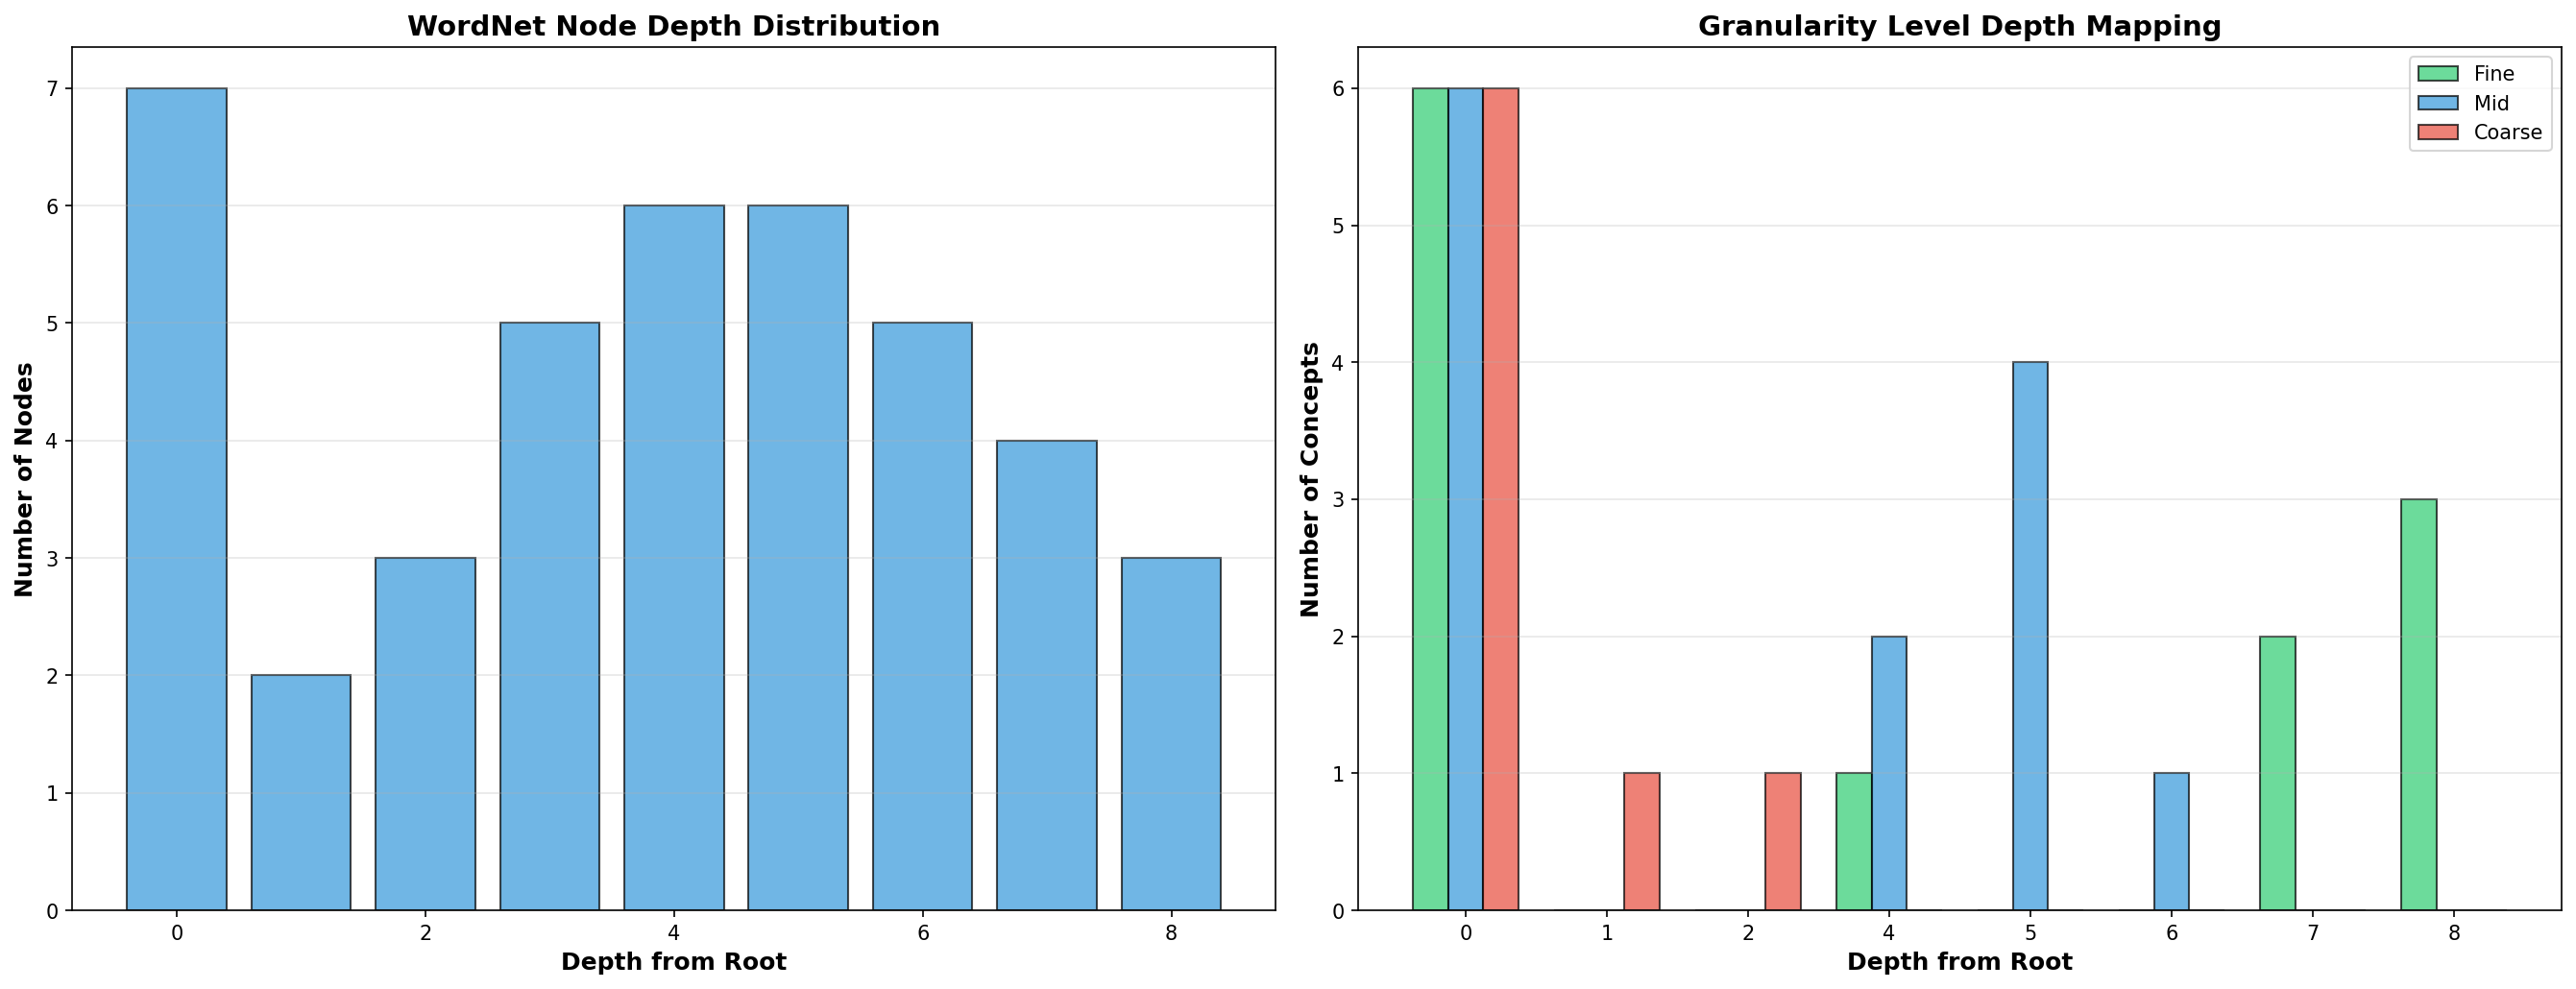 WordNet Node Depth Distribution
Number of Nodes
7
6
5
4
3
2
1
0
0 2 4 6 8
Depth from Root
Granularity Level Depth Mapping
Number of Concepts
6
5
4
3
2
1
0
0 1 2 4 5 6 7 8
Depth from Root
Fine
Mid
Coarse